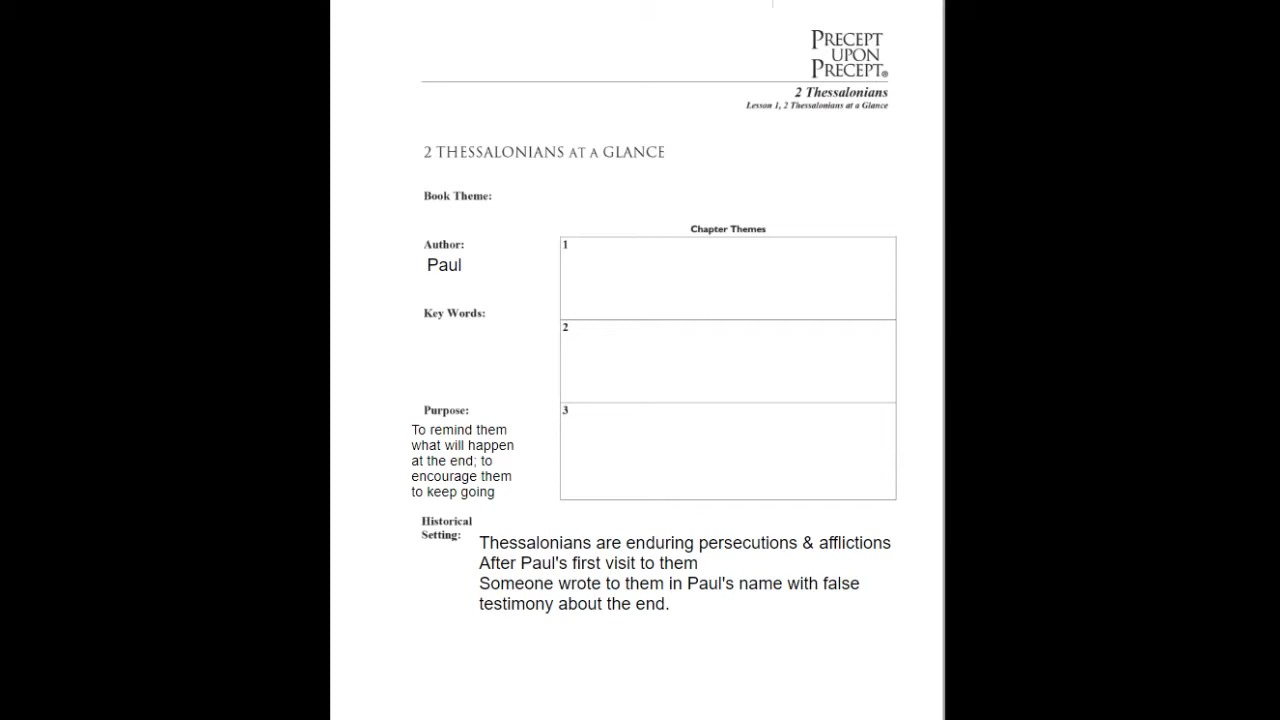 PRECEPT
UPON
PRECEPT®
2 Thessalonians
Lesson 1, 2 Thessalonians at a Glance
2 THESSALONIANS AT A GLANCE
Book Theme:
Chapter Themes
Author:
Paul
1
Key Words:
2
Purpose:
To remind them
what will happen
at the end; to
encourage them
to keep going
3
Historical
Setting:
Thessalonians are enduring persecutions & afflictions
After Paul's first visit to them
Someone wrote to them in Paul's name with false
testimony about the end.